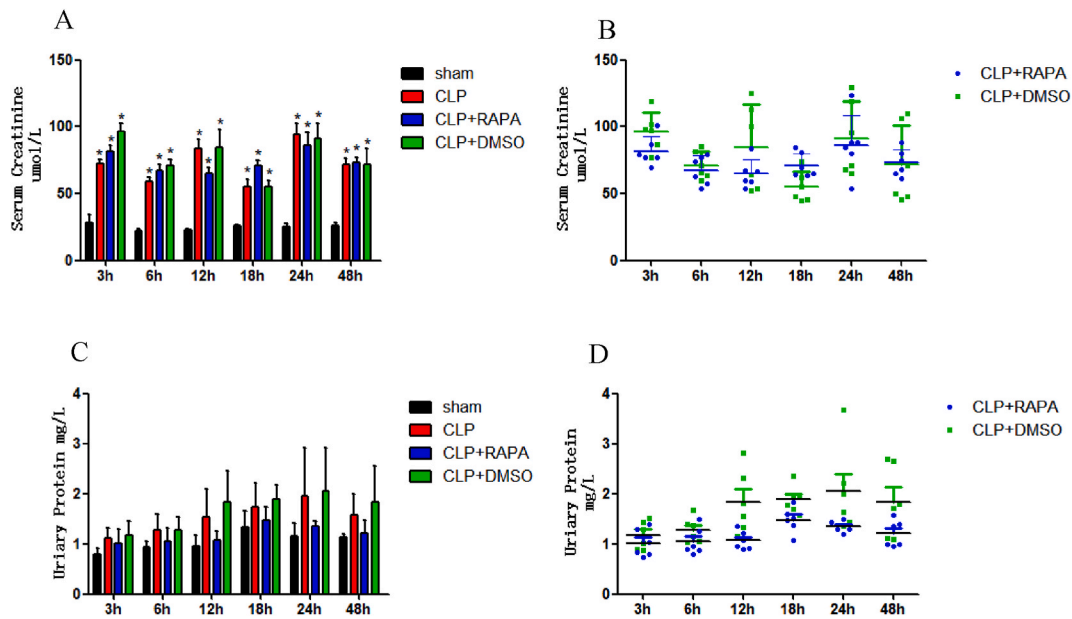 A
Serum Creatinine
umol/L
150
100
50
0
* * *
* * *
* * *
* * *
* * *
* * *
3h 6h 12h 18h 24h 48h
sham
CLP
CLP+RAPA
CLP+DMSO
B
Serum Creatinine
umol/L
150
100
50
0
3h 6h 12h 18h 24h 48h
CLP+RAPA
CLP+DMSO
C
Uriary Protein mg/L
4
3
2
1
0
3h 6h 12h 18h 24h 48h
sham
CLP
CLP+RAPA
CLP+DMSO
D
Uriary Protein
mg/L
4
3
2
1
0
3h 6h 12h 18h 24h 48h
CLP+RAPA
CLP+DMSO